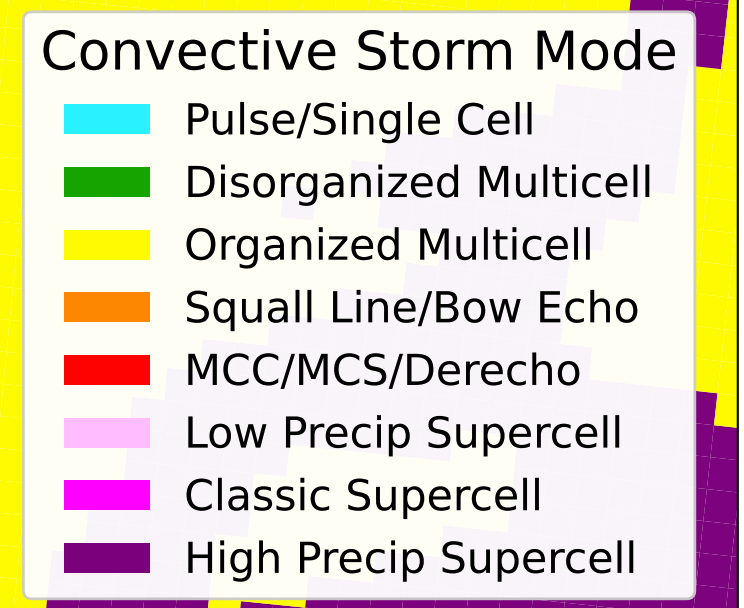 Convective Storm Mode
Pulse/Single Cell
Disorganized Multicell
Organized Multicell
Squall Line/Bow Echo
MCC/MCS/Derecho
Low Precip Supercell
Classic Supercell
High Precip Supercell